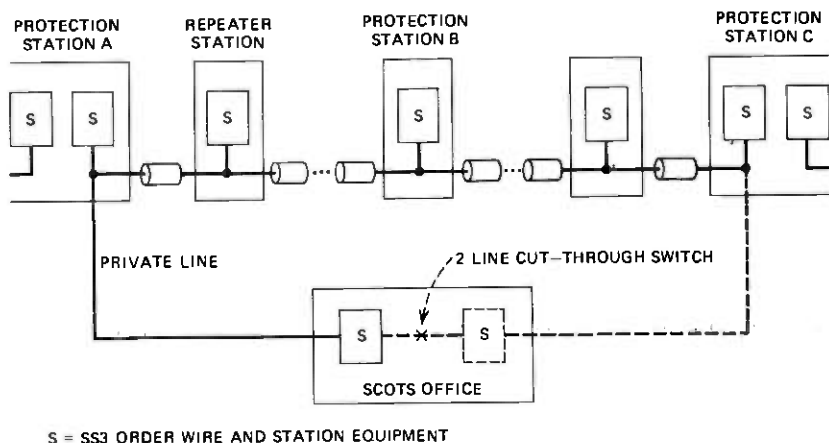 PROTECTION
STATION A
REPEATER
STATION
PROTECTION
STATION B
PROTECTION
STATION C
S
S
S
S
S
S
S
PRIVATE LINE
2 LINE CUT–THROUGH SWITCH
S
S
SCOTS OFFICE
S = SS3 ORDER WIRE AND STATION EQUIPMENT